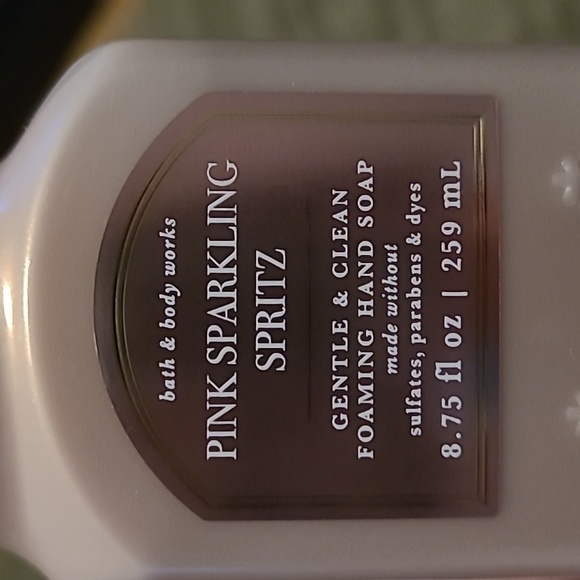 bath & body works
PINK SPARKLING
SPRITZ
GENTLE & CLEAN
FOAMING HAND SOAP
made without
sulfates, parabens & dyes
8.75 fl oz | 259 mL